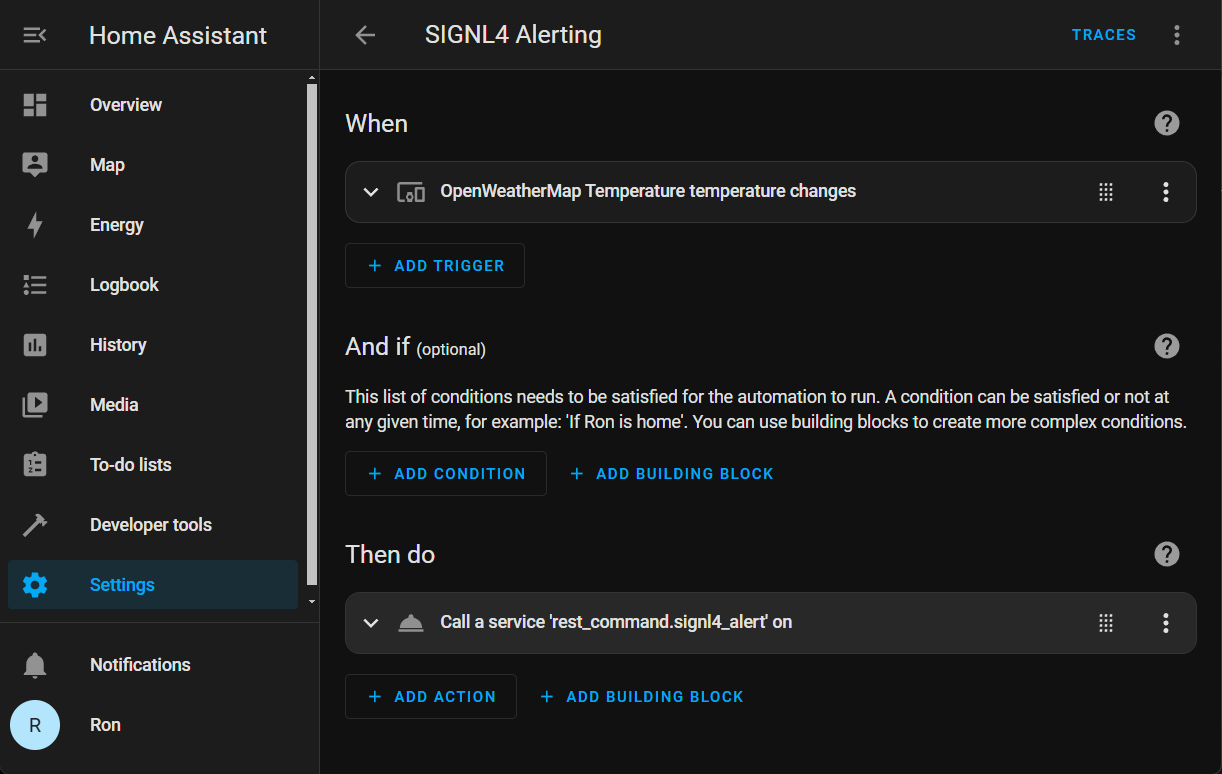 Home Assistant
Overview
Map
Energy
Logbook
History
Media
To-do lists
Developer tools
Settings
Notifications
R
Ron
SIGNL4 Alerting
TRACES
When
OpenWeatherMap Temperature temperature changes
+ ADD TRIGGER
And if (optional)
This list of conditions needs to be satisfied for the automation to run. A condition can be satisfied or not at
any given time, for example: 'If Ron is home'. You can use building blocks to create more complex conditions.
+ ADD CONDITION + ADD BUILDING BLOCK
Then do
Call a service 'rest_command.signl4_alert' on
+ ADD ACTION + ADD BUILDING BLOCK